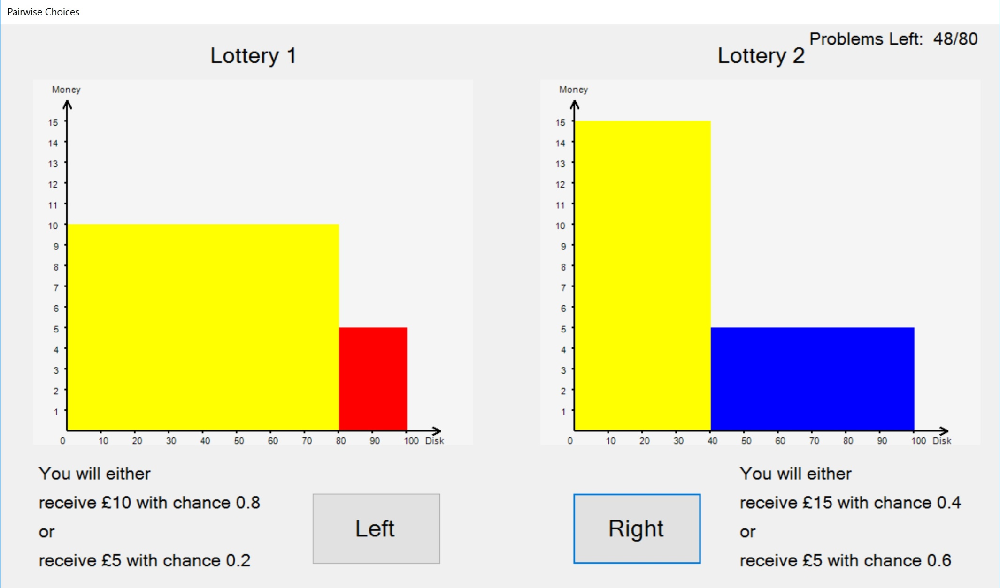 Pairwise Choices
Problems Left: 48/80
Lottery 1
Lottery 2
Money
15
14
13
12
11
10
9
8
7
6
5
4
3
2
1
0 10 20 30 40 50 60 70 80 90 100 Disk
Money
15
14
13
12
11
10
9
8
7
6
5
4
3
2
1
0 10 20 30 40 50 60 70 80 90 100 Disk
You will either
receive £10 with chance 0.8
or
receive £5 with chance 0.2
Left
Right
You will either
receive £15 with chance 0.4
or
receive £5 with chance 0.6